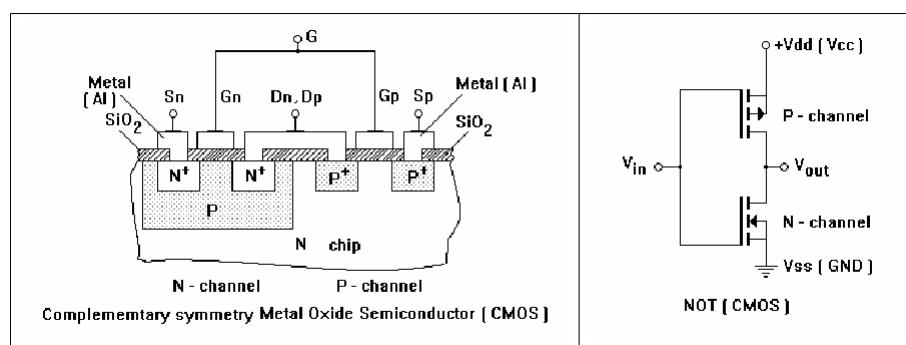 G
Metal
(Al)
Sn
Gn
Dn, Dp
Gp
Sp
Metal (Al)
SiO2
SiO2
N+
N+
P+
P+
P
N chip
N - channel
P - channel
Complementary symmetry Metal Oxide Semiconductor (CMOS)
+Vdd (Vcc)
P - channel
Vin
Vout
N - channel
Vss (GND)
NOT (CMOS)